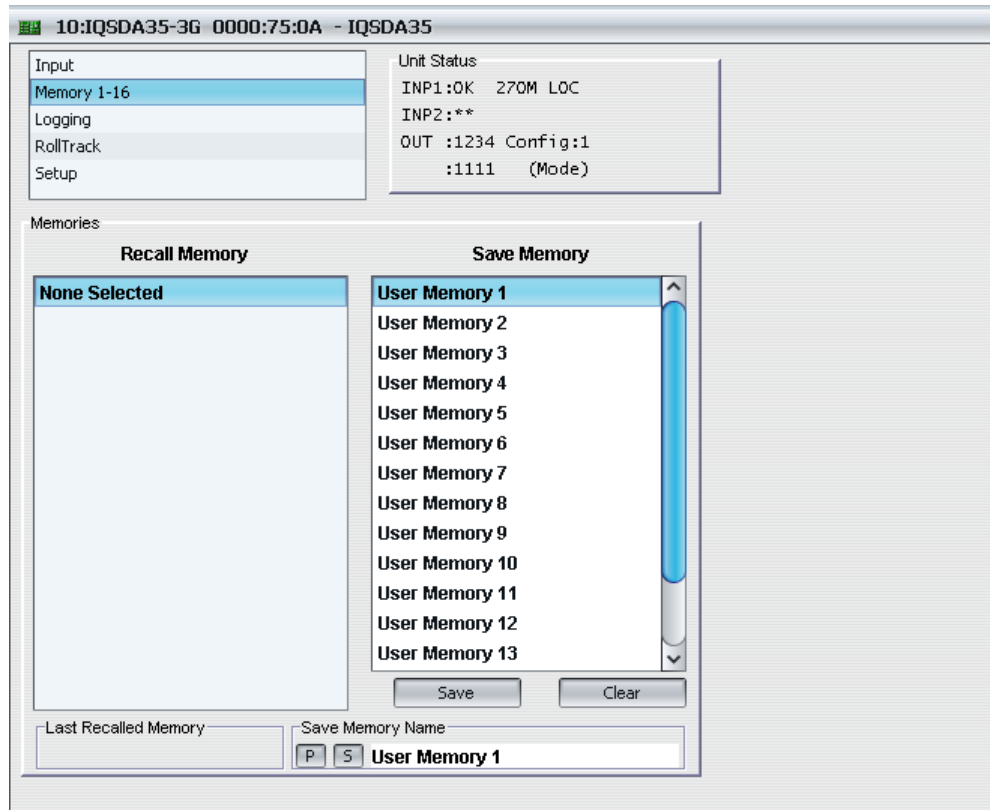 10:IQSDA35-3G 0000:75:0A - IQSDA35
Input
Memory 1-16
Logging
RollTrack
Setup
Unit Status
INP1:OK 270M LOC
INP2:**
OUT :1234 Config:1
:1111 (Mode)
Memories
Recall Memory
None Selected
Save Memory
User Memory 1
User Memory 2
User Memory 3
User Memory 4
User Memory 5
User Memory 6
User Memory 7
User Memory 8
User Memory 9
User Memory 10
User Memory 11
User Memory 12
User Memory 13
Save Clear
Last Recalled Memory
Save Memory Name
P S User Memory 1